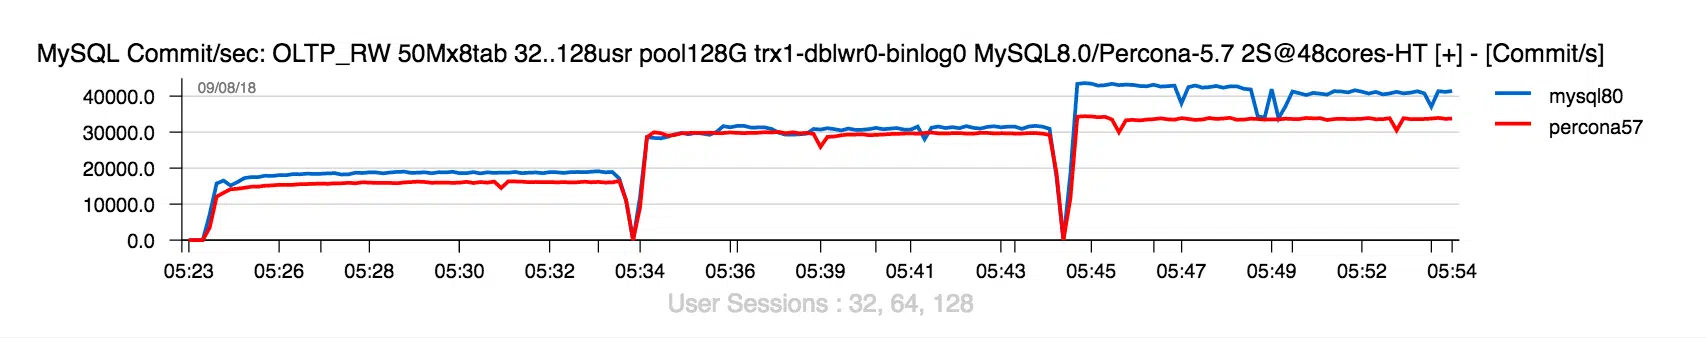 MySQL Commit/sec: OLTP_RW 50Mx8tab 32..128usr pool128G trx1-dblwr0-binlog0 MySQL8.0/Percona-5.7 2S@48cores-HT [+] - [Commit/s]
09/08/18
40000.0
30000.0
20000.0
10000.0
0.0
mysql80
percona57
05:23 05:26 05:28 05:30 05:32 05:34 05:36 05:39 05:41 05:43 05:45 05:47 05:49 05:52 05:54
User Sessions : 32, 64, 128